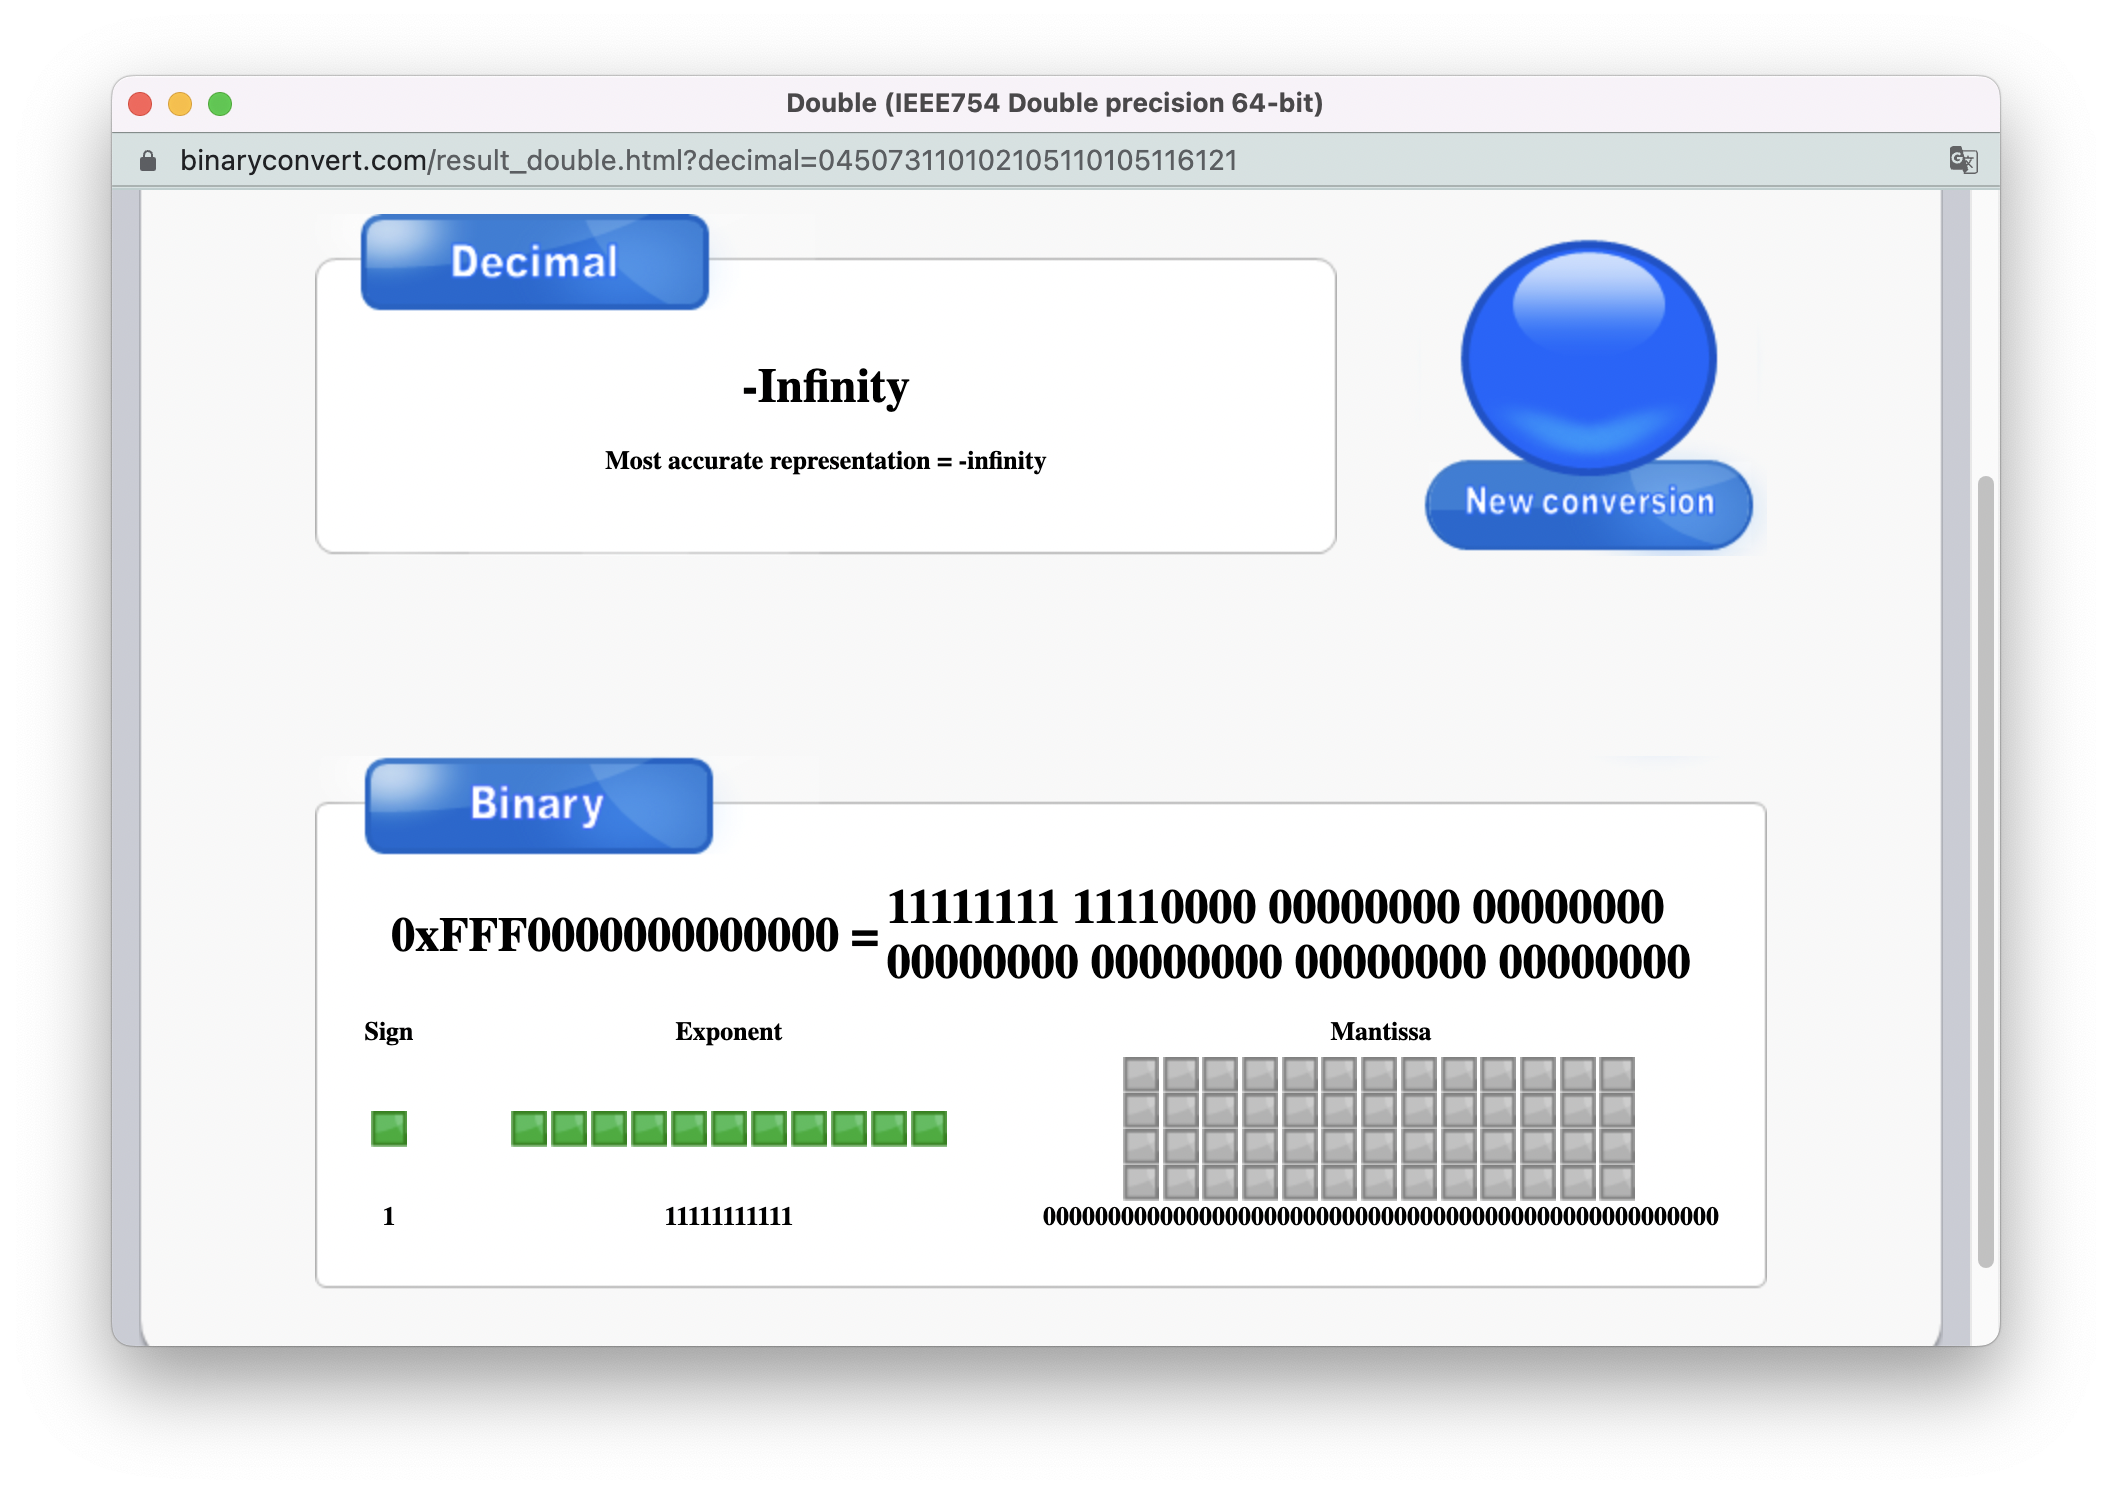 Double (IEEE754 Double precision 64-bit)
binaryconvert.com/result_double.html?decimal=045073110102105110105116121
Decimal
-Infinity
Most accurate representation = -infinity
New conversion
Binary
0xFFF0000000000000 = 11111111 11110000 00000000 00000000
00000000 00000000 00000000 00000000
Sign Exponent Mantissa
1 11111111111 0000000000000000000000000000000000000000000000000000